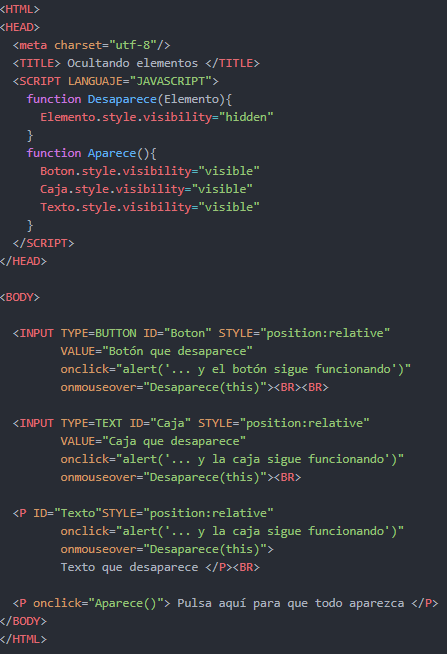 <HTML>
<HEAD>
<meta charset="utf-8"/>
<TITLE> Ocultando elementos </TITLE>
<SCRIPT LANGUAJE="JAVASCRIPT">
function Desaparece(Elemento){
Elemento.style.visibility="hidden"
}
function Aparece(){
Boton.style.visibility="visible"
Caja.style.visibility="visible"
Texto.style.visibility="visible"
}
</SCRIPT>
</HEAD>
<BODY>
<INPUT TYPE=BUTTON ID="Boton" STYLE="position:relative"
VALUE="Botón que desaparece"
onclick="alert('... y el botón sigue funcionando')"
onmouseover="Desaparece(this)"><BR><BR>
<INPUT TYPE=TEXT ID="Caja" STYLE="position:relative"
VALUE="Caja que desaparece"
onclick="alert('... y la caja sigue funcionando')"
onmouseover="Desaparece(this)"><BR>
<P ID="Texto"STYLE="position:relative"
onclick="alert('... y la caja sigue funcionando')"
onmouseover="Desaparece(this)">
Texto que desaparece </P><BR>
<P onclick="Aparece()"> Pulsa aquí para que todo aparezca </P>
</BODY>
</HTML>